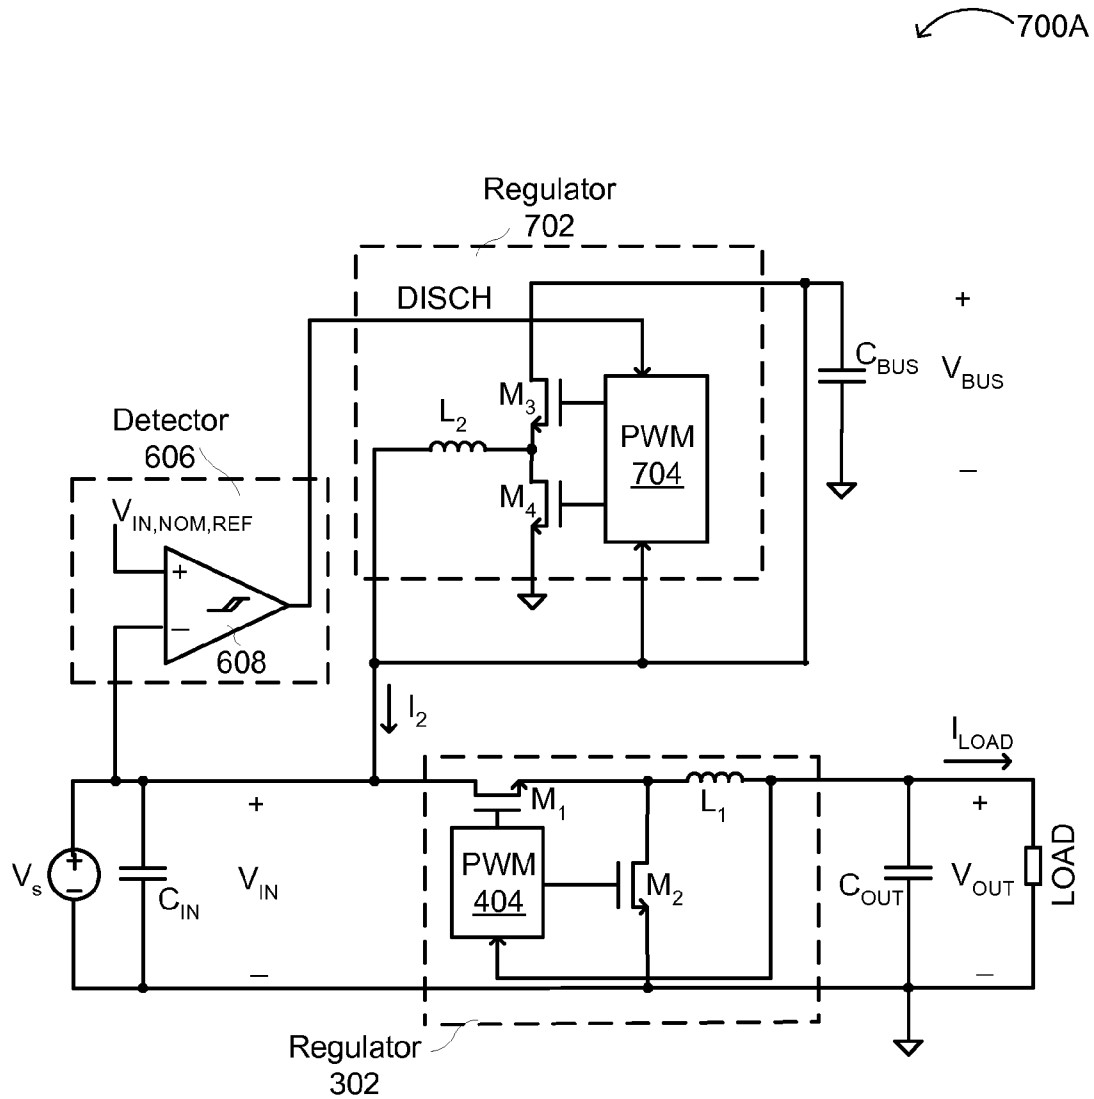 700A
Regulator
702
DISCH
+
C_BUS
V_BUS
−
M_3
L_2
PWM
704
M_4
Detector
606
V_IN,NOM,REF
+
−
608
I_2
I_LOAD
+
M_1
L_1
+
V_s
+
−
C_IN
V_IN
PWM
404
M_2
C_OUT
V_OUT
LOAD
−
−
Regulator
302